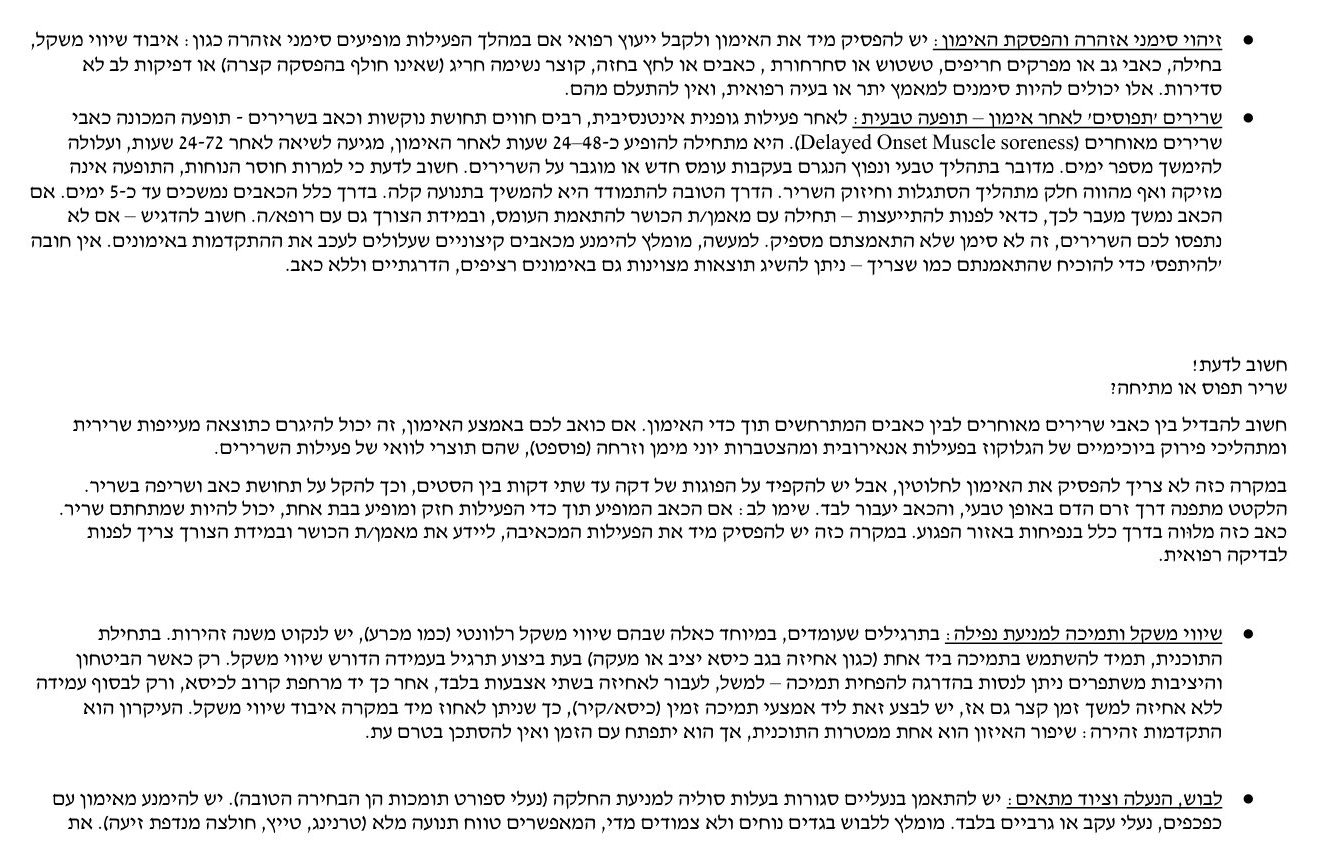 ● זיהוי סימני אזהרה והפסקת האימון: יש להפסיק מיד את האימון ולקבל ייעוץ רפואי אם במהלך הפעילות מופיעים סימני אזהרה כגון: איבוד שיווי משקל,
בחילה, כאבי גב או מפרקים חריפים, טשטוש או סחרחורת , כאבים או לחץ בחזה, קוצר נשימה חריג (שאינו חולף בהפסקה קצרה) או דפיקות לב לא
סדירות. אלו יכולים להיות סימנים למאמץ יתר או בעיה רפואית, ואין להתעלם מהם.
● שרירים 'תפוסים' לאחר אימון – תופעה טבעית: לאחר פעילות גופנית אינטנסיבית, רבים חווים תחושת נוקשות וכאב בשרירים - תופעה המכונה כאבי
שרירים מאוחרים (Delayed Onset Muscle soreness). היא מתחילה להופיע כ-24–48 שעות לאחר האימון, מגיעה לשיאה לאחר 24-72 שעות, ועלולה
להימשך מספר ימים. מדובר בתהליך טבעי ונפוץ הנגרם בעקבות עומס חדש או מוגבר על השרירים. חשוב לדעת כי למרות חוסר הנוחות, התופעה אינה
מזיקה ואף מהווה חלק מתהליך הסתגלות וחיזוק השריר. הדרך הטובה להתמודד היא להמשיך בתנועה קלה. בדרך כלל הכאבים נמשכים עד כ-5 ימים. אם
הכאב נמשך מעבר לכך, כדאי לפנות להתייעצות – תחילה עם מאמן/ת הכושר להתאמת העומס, ובמידת הצורך גם עם רופא/ה. חשוב להדגיש – אם לא
נתפסו לכם השרירים, זה לא סימן שלא התאמצתם מספיק. למעשה, מומלץ להימנע מכאבים קיצוניים שעלולים לעכב את ההתקדמות באימונים. אין חובה
'להיתפס' כדי להוכיח שהתאמנתם כמו שצריך – ניתן להשיג תוצאות מצוינות גם באימונים רציפים, הדרגתיים וללא כאב.
חשוב לדעת!
שריר תפוס או מתיחה?
חשוב להבדיל בין כאבי שרירים מאוחרים לבין כאבים המתרחשים תוך כדי האימון. אם כואב לכם באמצע האימון, זה יכול להיגרם כתוצאה מעייפות שרירית
ומתהליכי פירוק ביוכימיים של הגלוקוז בפעילות אנאירובית ומהצטברות יוני מימן וזרחה (פוספט), שהם תוצרי לוואי של פעילות השרירים.
במקרה כזה לא צריך להפסיק את האימון לחלוטין, אבל יש להקפיד על הפוגות של דקה עד שתי דקות בין הסטים, וכך להקל על תחושת כאב ושריפה בשריר.
הלקטט מתפנה דרך זרם הדם באופן טבעי, והכאב יעבור לבד. שימו לב: אם הכאב המופיע תוך כדי הפעילות חזק ומופיע בבת אחת, יכול להיות שמתחתם שריר.
כאב כזה מלווה בדרך כלל בנפיחות באזור הפגוע. במקרה כזה יש להפסיק מיד את הפעילות המכאיבה, ליידע את מאמן/ת הכושר ובמידת הצורך צריך לפנות
לבדיקה רפואית.
● שיווי משקל ותמיכה למניעת נפילה: בתרגילים שעומדים, במיוחד כאלה שבהם שיווי משקל רלוונטי (כמו מכרע), יש לנקוט משנה זהירות. בתחילת
התוכנית, תמיד להשתמש בתמיכה ביד אחת (כגון אחיזה בגב כיסא יציב או מעקה) בעת ביצוע תרגיל בעמידה הדורש שיווי משקל. רק כאשר הביטחון
והיציבות משתפרים ניתן לנסות בהדרגה להפחית תמיכה – למשל, לעבור לאחיזה בשתי אצבעות בלבד, אחר כך יד מרחפת קרוב לכיסא, ורק לבסוף עמידה
ללא אחיזה למשך זמן קצר גם אז, יש לבצע זאת ליד אמצעי תמיכה זמין (כיסא/קיר), כך שניתן לאחוז מיד במקרה איבוד שיווי משקל. העיקרון הוא
התקדמות זהירה: שיפור האיזון הוא אחת ממטרות התוכנית, אך הוא יתפתח עם הזמן ואין להסתכן בטרם עת.
● לבוש, הנעלה וציוד מתאים: יש להתאמן בנעליים סגורות בעלות סוליה למניעת החלקה (נעלי ספורט תומכות הן הבחירה הטובה). יש להימנע מאימון עם
כפכפים, נעלי עקב או גרביים בלבד. מומלץ ללבוש בגדים נוחים ולא צמודים מדי, המאפשרים טווח תנועה מלא (טרנינג, טייץ, חולצה מנדפת זיעה). את